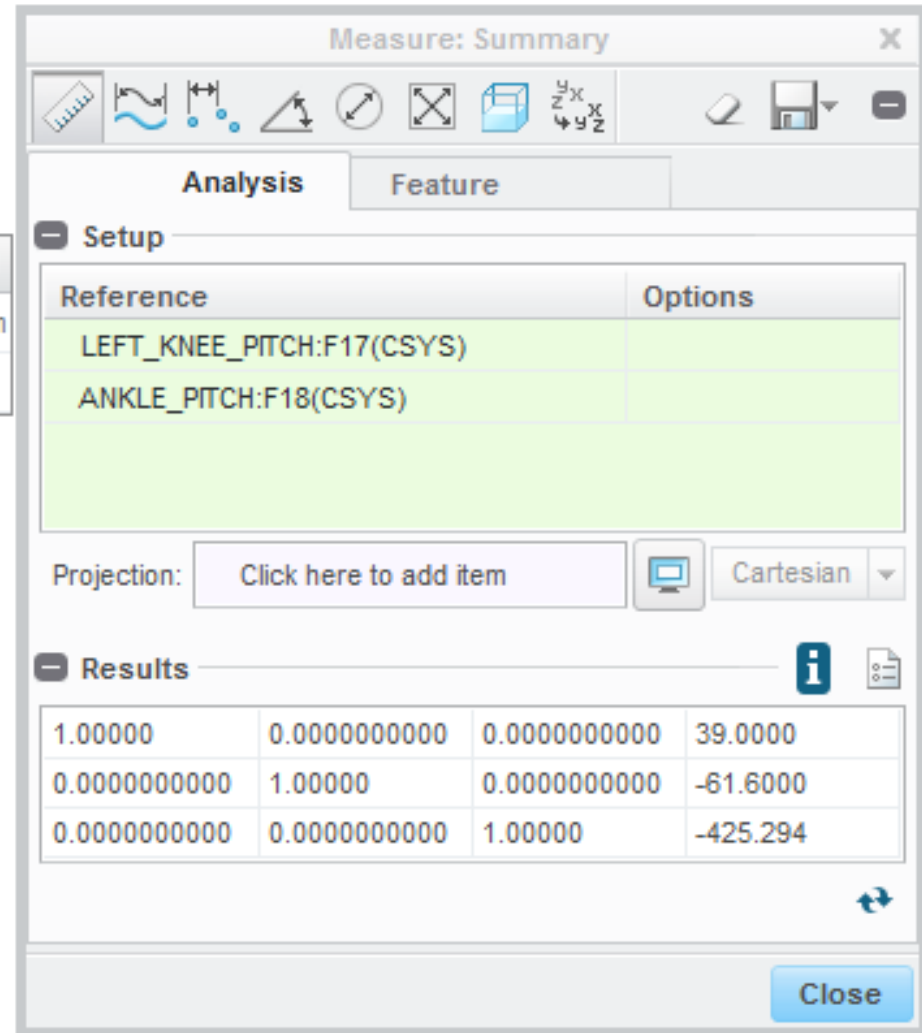 Measure: Summary
Analysis Feature
Setup
Reference Options
LEFT_KNEE_PITCH:F17(CSYS)
ANKLE_PITCH:F18(CSYS)
Projection: Click here to add item Cartesian
Results
1.00000 0.0000000000 0.0000000000 39.0000
0.0000000000 1.00000 0.0000000000 -61.6000
0.0000000000 0.0000000000 1.00000 -425.294
Close